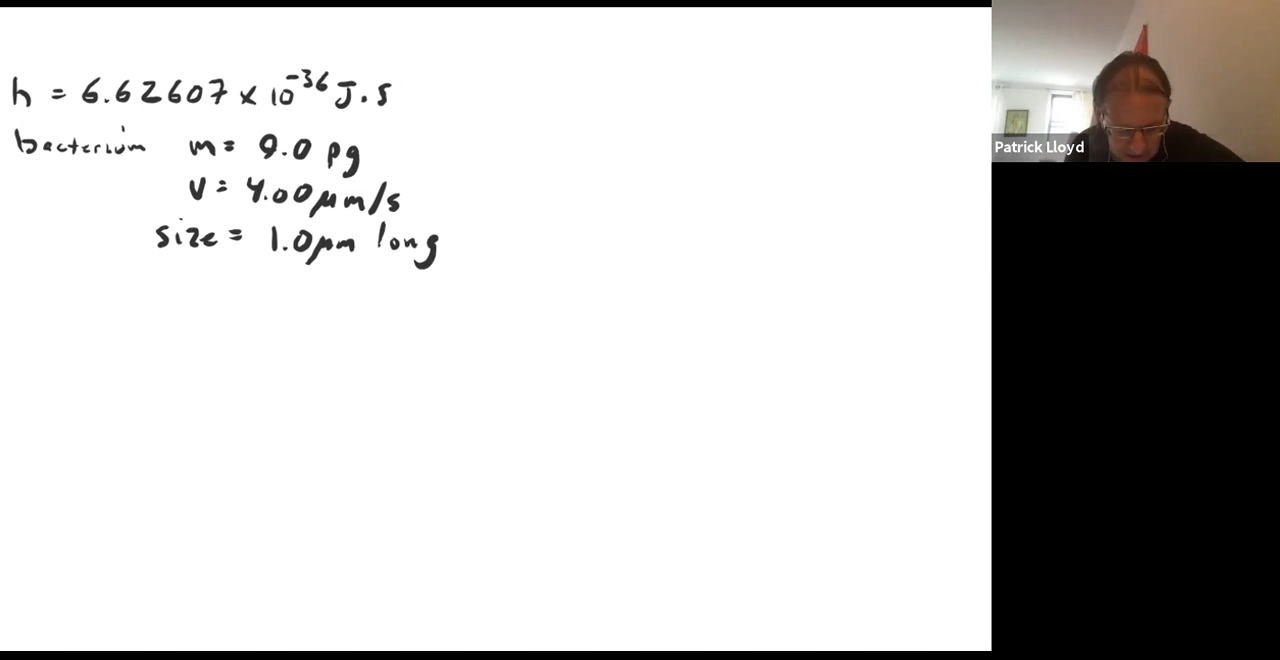 h = 6.62607 x 10⁻³⁶ J.s
bacterium m = 9.0 pg
v = 4.00 µm/s
size = 1.0 µm long
Patrick Lloyd